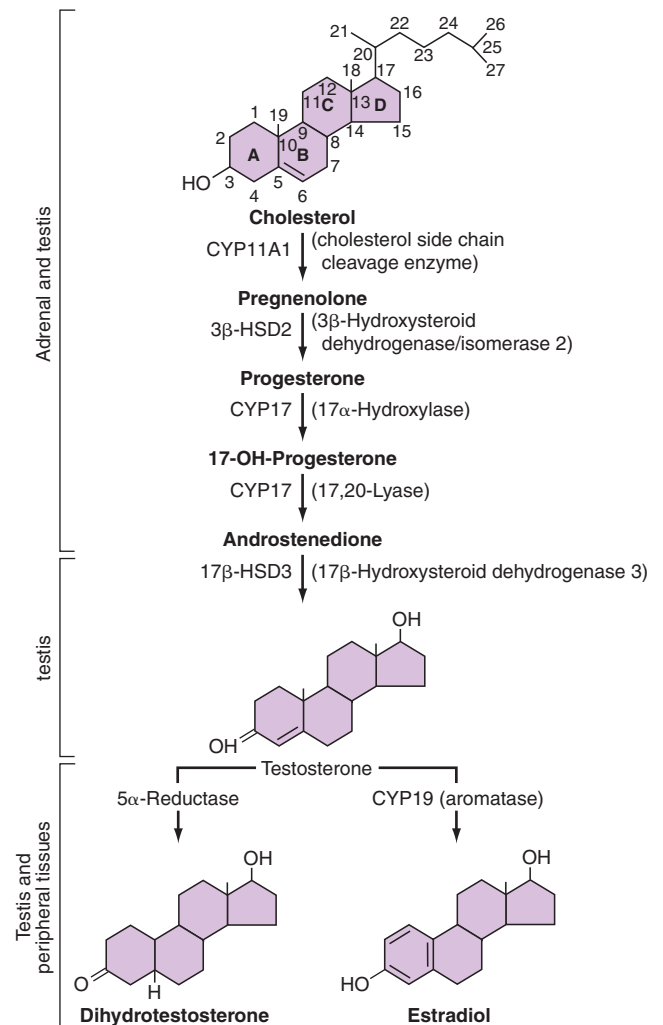 21
22
24
26
20
23
25
27
18
17
12
16
11
C
13
D
1
19
14
15
2
9
8
10
A
B
7
HO
3
5
4
6
Cholesterol
CYP11A1 (cholesterol side chain
cleavage enzyme)
Pregnenolone
3β-HSD2 (3β-Hydroxysteroid
dehydrogenase/isomerase 2)
Progesterone
CYP17 (17α-Hydroxylase)
17-OH-Progesterone
CYP17 (17,20-Lyase)
Androstenedione
17β-HSD3 (17β-Hydroxysteroid dehydrogenase 3)
Adrenal and testis
OH
OH
testis
Testosterone
5α-Reductase
CYP19 (aromatase)
Testis and
peripheral tissues
OH
O
H
Dihydrotestosterone
OH
HO
Estradiol